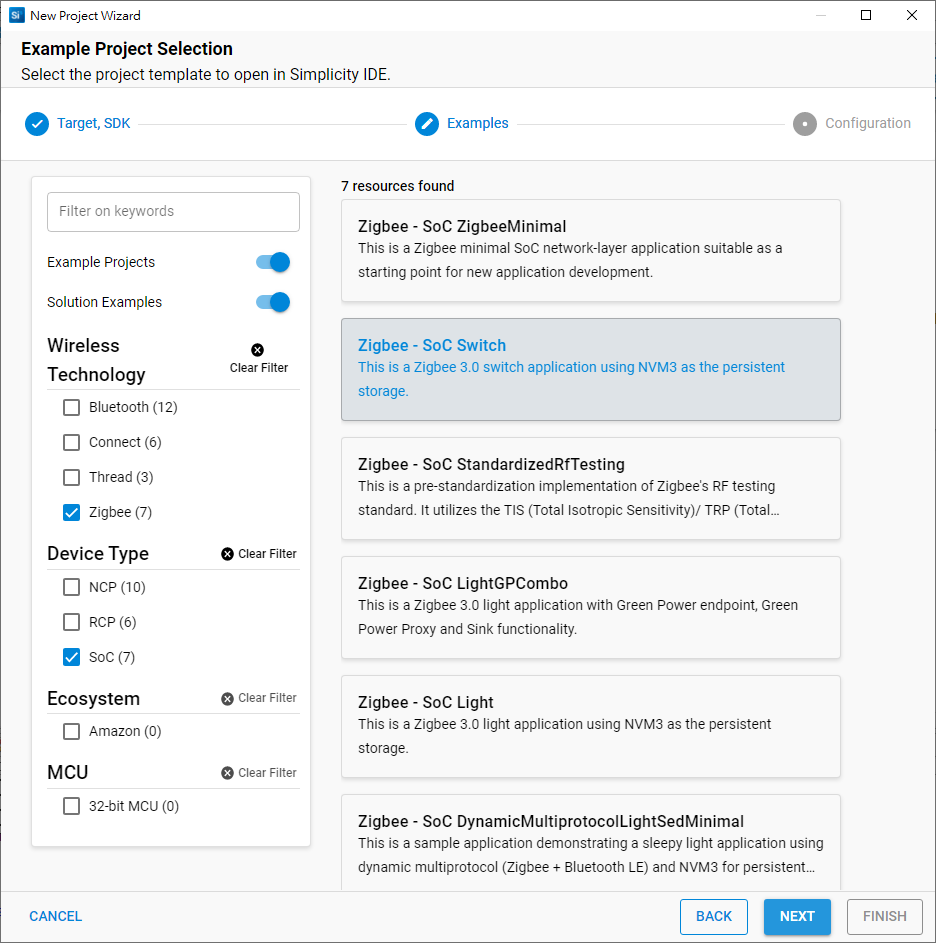 Si New Project Wizard
Example Project Selection
Select the project template to open in Simplicity IDE.
Target, SDK
Examples
Configuration
Filter on keywords
Example Projects
Solution Examples
Wireless
Technology
Clear Filter
Bluetooth (12)
Connect (6)
Thread (3)
Zigbee (7)
Device Type
Clear Filter
NCP (10)
RCP (6)
SoC (7)
Ecosystem
Clear Filter
Amazon (0)
MCU
Clear Filter
32-bit MCU (0)
7 resources found
Zigbee - SoC ZigbeeMinimal
This is a Zigbee minimal SoC network-layer application suitable as a
starting point for new application development.
Zigbee - SoC Switch
This is a Zigbee 3.0 switch application using NVM3 as the persistent
storage.
Zigbee - SoC StandardizedRfTesting
This is a pre-standardization implementation of Zigbee's RF testing
standard. It utilizes the TIS (Total Isotropic Sensitivity)/ TRP (Total...
Zigbee - SoC LightGPCombo
This is a Zigbee 3.0 light application with Green Power endpoint, Green
Power Proxy and Sink functionality.
Zigbee - SoC Light
This is a Zigbee 3.0 light application using NVM3 as the persistent
storage.
Zigbee - SoC DynamicMultiprotocolLightSedMinimal
This is a sample application demonstrating a sleepy light application using
dynamic multiprotocol (Zigbee + Bluetooth LE) and NVM3 for persistent...
CANCEL
BACK
NEXT
FINISH